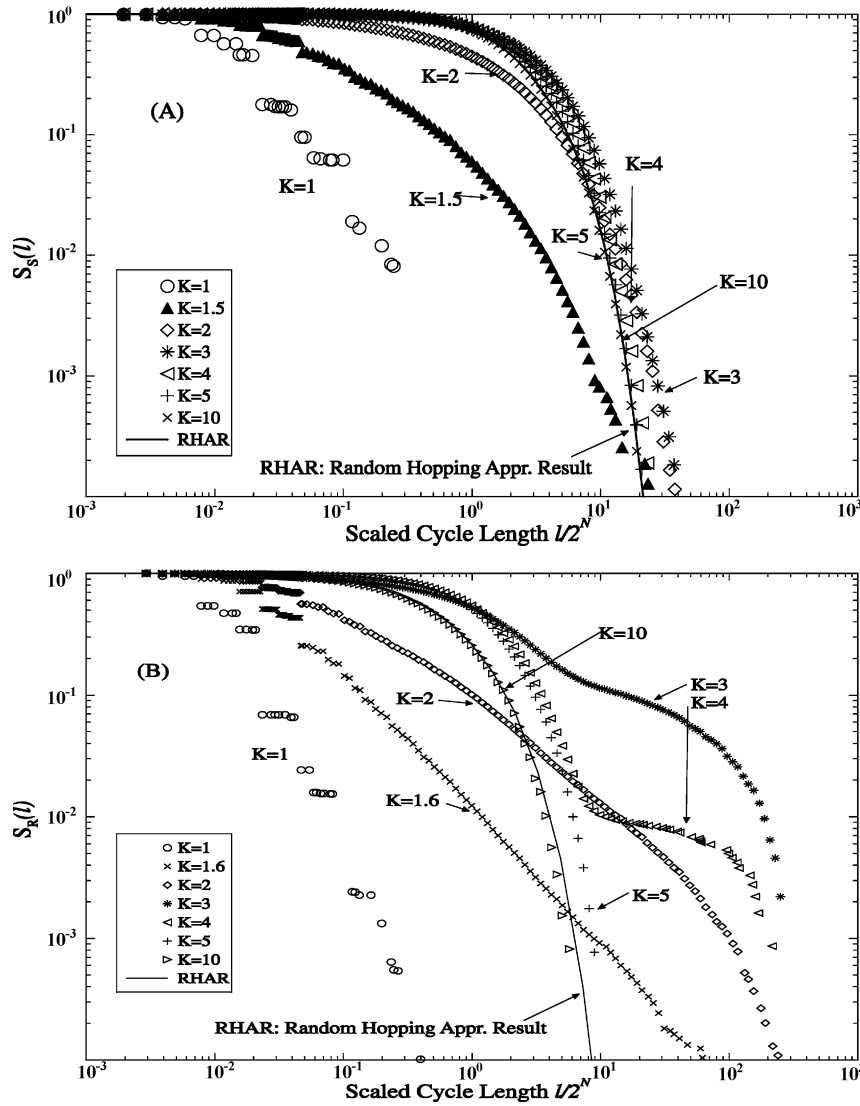 10^0
10^-1
10^-2
10^-3
S_S(l)
(A)
K=2
K=1
K=1.5
K=4
K=5
K=10
K=3
K=1
K=1.5
K=2
K=3
K=4
K=5
K=10
RHAR
RHAR: Random Hopping Appr. Result
10^-3
10^-2
10^-1
10^0
10^1
10^2
10^3
Scaled Cycle Length l/2^N
10^0
10^-1
10^-2
10^-3
S_R(l)
(B)
K=10
K=3
K=4
K=2
K=1
K=1.6
K=5
K=1
K=1.6
K=2
K=3
K=4
K=5
K=10
RHAR
RHAR: Random Hopping Appr. Result
10^-3
10^-2
10^-1
10^0
10^1
10^2
10
Scaled Cycle Length l/2^N